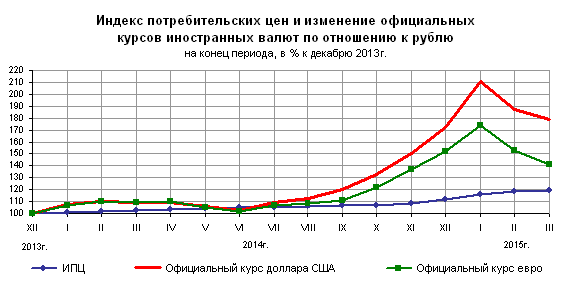 Индекс потребительских цен и изменение официальных
курсов иностранных валют по отношению к рублю
на конец периода, в % к декабрю 2013г.
220
210
200
190
180
170
160
150
140
130
120
110
100
XII I II III IV V VI VII VIII IX X XI XII I II III
2013г. 2014г. 2015г.
ИПЦ Официальный курс доллара США Официальный курс евро